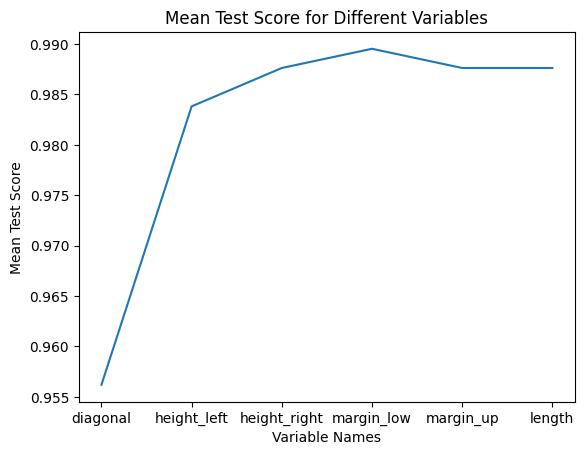 Mean Test Score for Different Variables
Mean Test Score
0.990
0.985
0.980
0.975
0.970
0.965
0.960
0.955
diagonal height_left height_right margin_low margin_up length
Variable Names